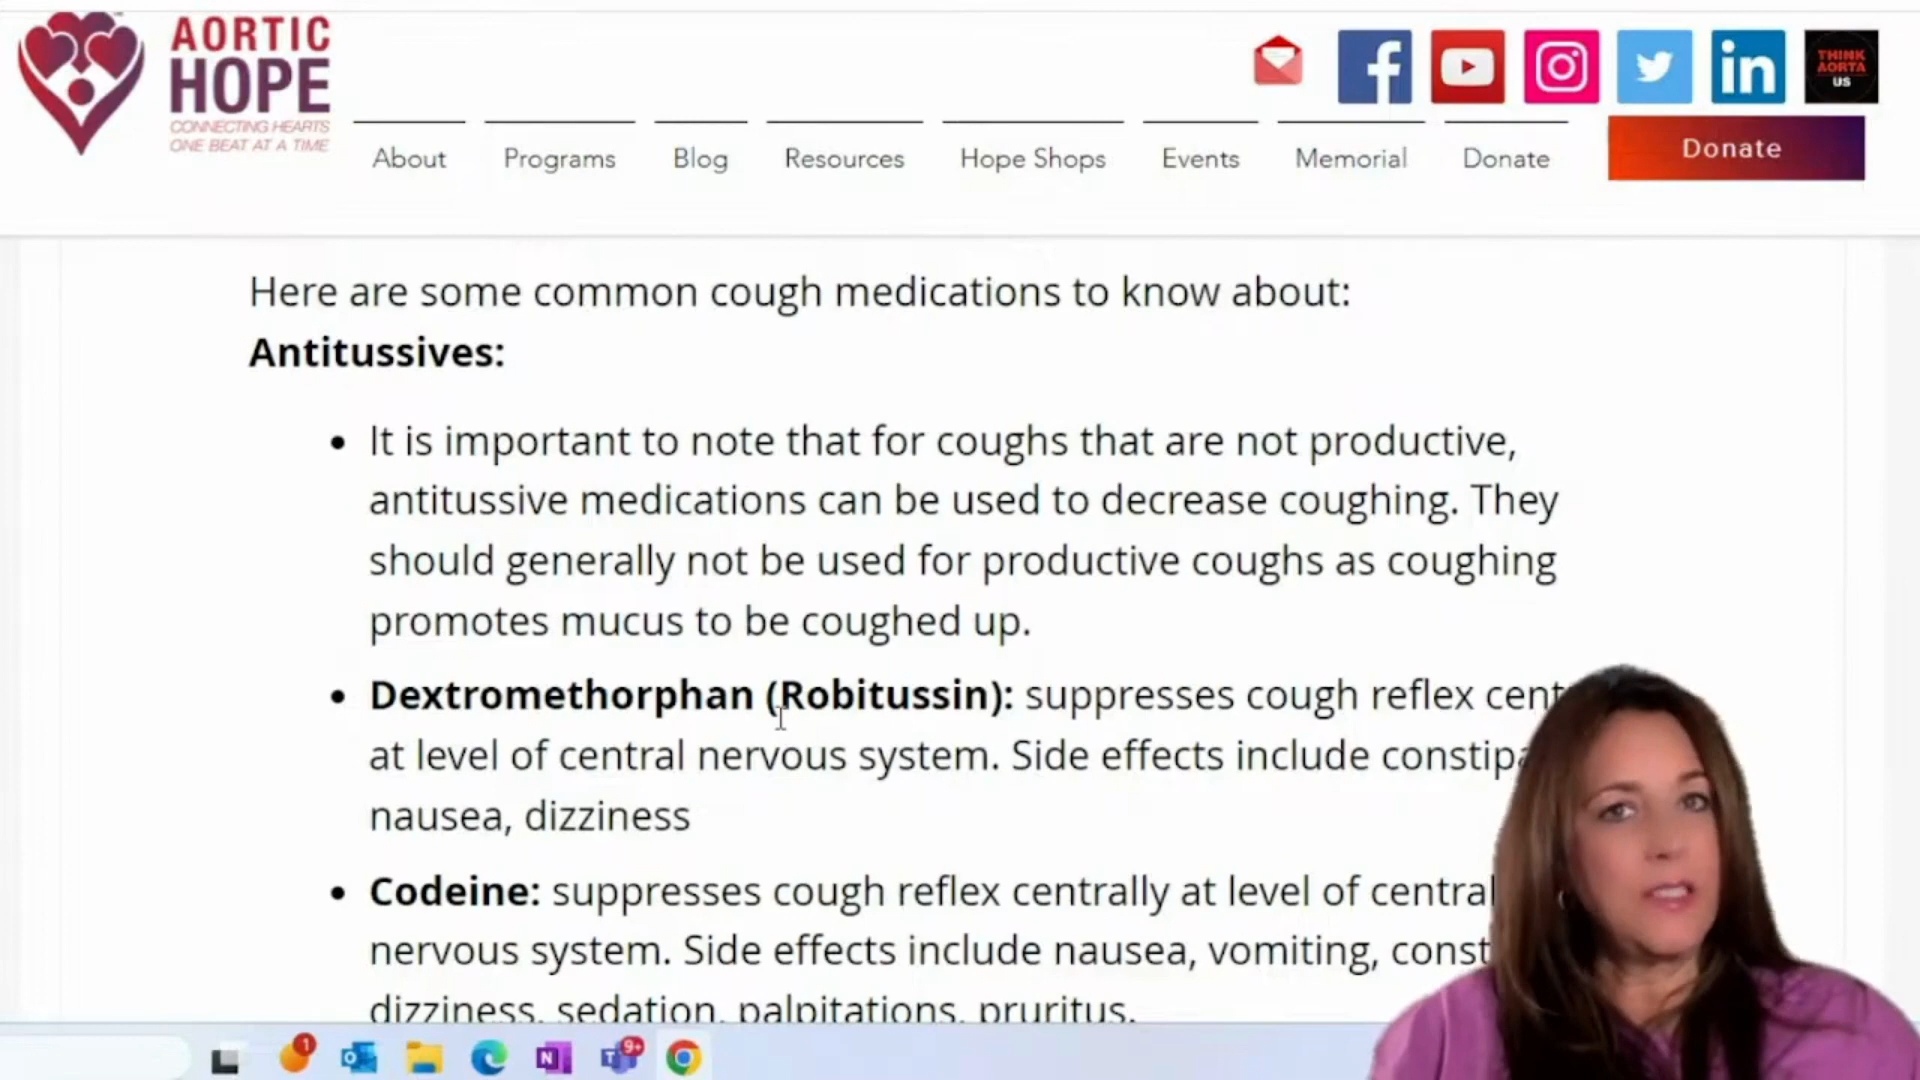 AORTIC
HOPE
CONNECTING HEARTS
ONE BEAT AT A TIME
THINK
AORTA
US
About Programs Blog Resources Hope Shops Events Memorial Donate Donate
Here are some common cough medications to know about:
Antitussives:
• It is important to note that for coughs that are not productive,
antitussive medications can be used to decrease coughing. They
should generally not be used for productive coughs as coughing
promotes mucus to be coughed up.
• Dextromethorphan (Robitussin): suppresses cough reflex
at level of central nervous system. Side effects include
nausea, dizziness
• Codeine: suppresses cough reflex centrally at level of central
nervous system. Side effects include nausea, vomiting,
dizziness, sedation, palpitations, pruritus.
1
9+